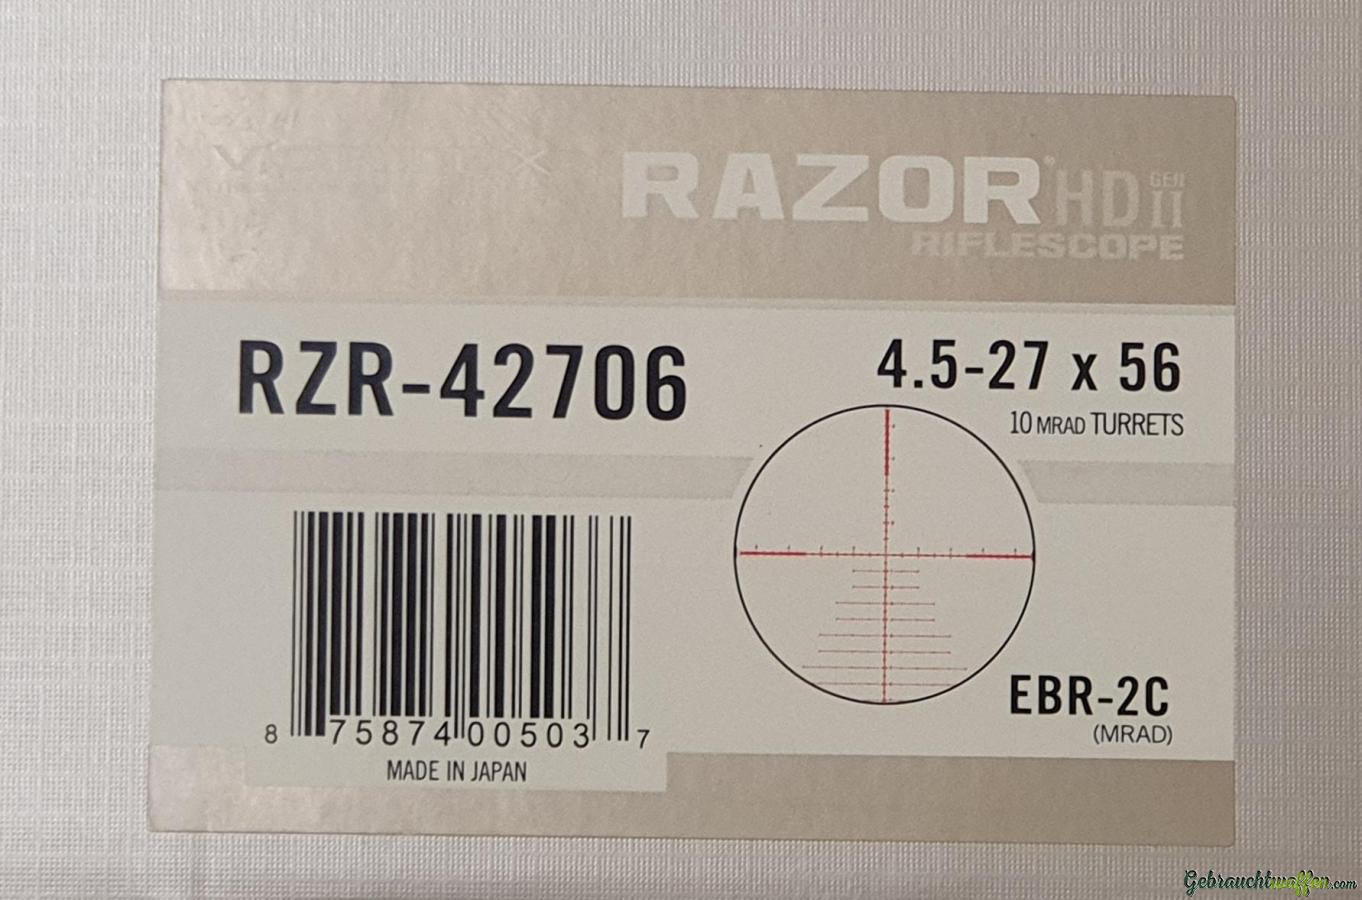 RAZOR® HD GEN II
RIFLESCOPE
RZR-42706
4.5-27 x 56
10 MRAD TURRETS
8 75874 00503 7
MADE IN JAPAN
EBR-2C
(MRAD)
Gebrauchtwaffen.com